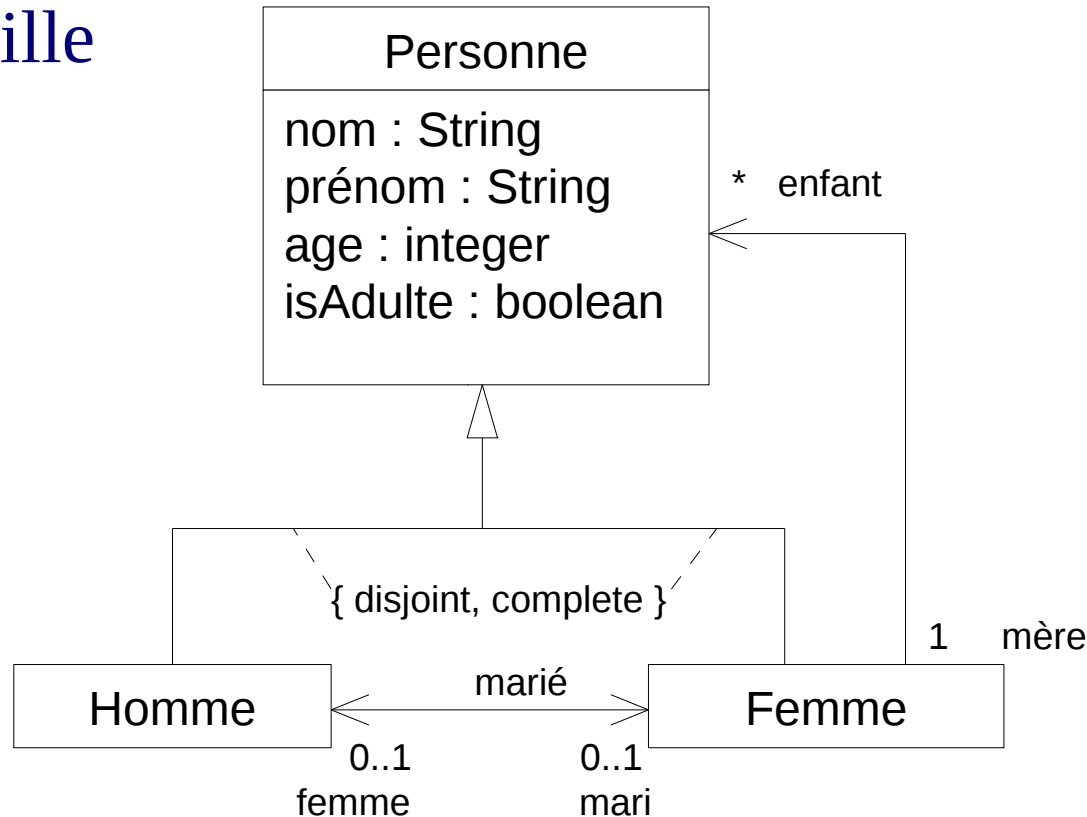 ille
Personne
nom : String
prénom : String
age : integer
isAdulte : boolean
* enfant
{ disjoint, complete }
1 mère
Homme
marié
Femme
0..1
femme
0..1
mari